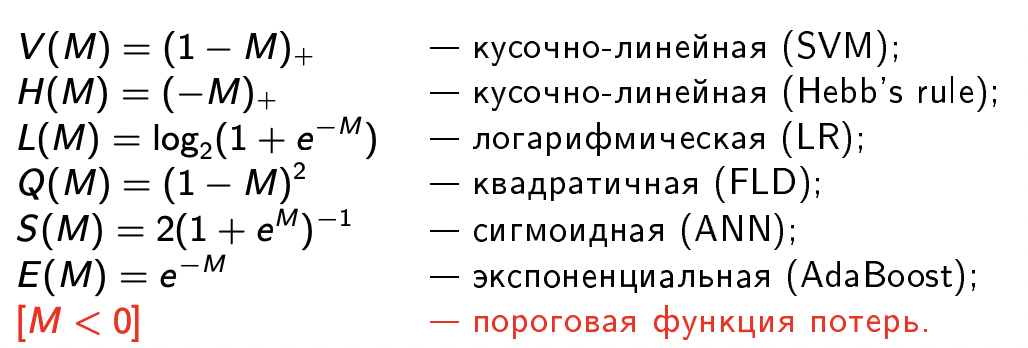 V(M) = (1 − M)₊ — кусочно-линейная (SVM);
H(M) = (−M)₊ — кусочно-линейная (Hebb's rule);
L(M) = log₂(1 + e⁻ᴹ) — логарифмическая (LR);
Q(M) = (1 − M)² — квадратичная (FLD);
S(M) = 2(1 + eᴹ)⁻¹ — сигмоидная (ANN);
E(M) = e⁻ᴹ — экспоненциальная (AdaBoost);
[M < 0] — пороговая функция потерь.